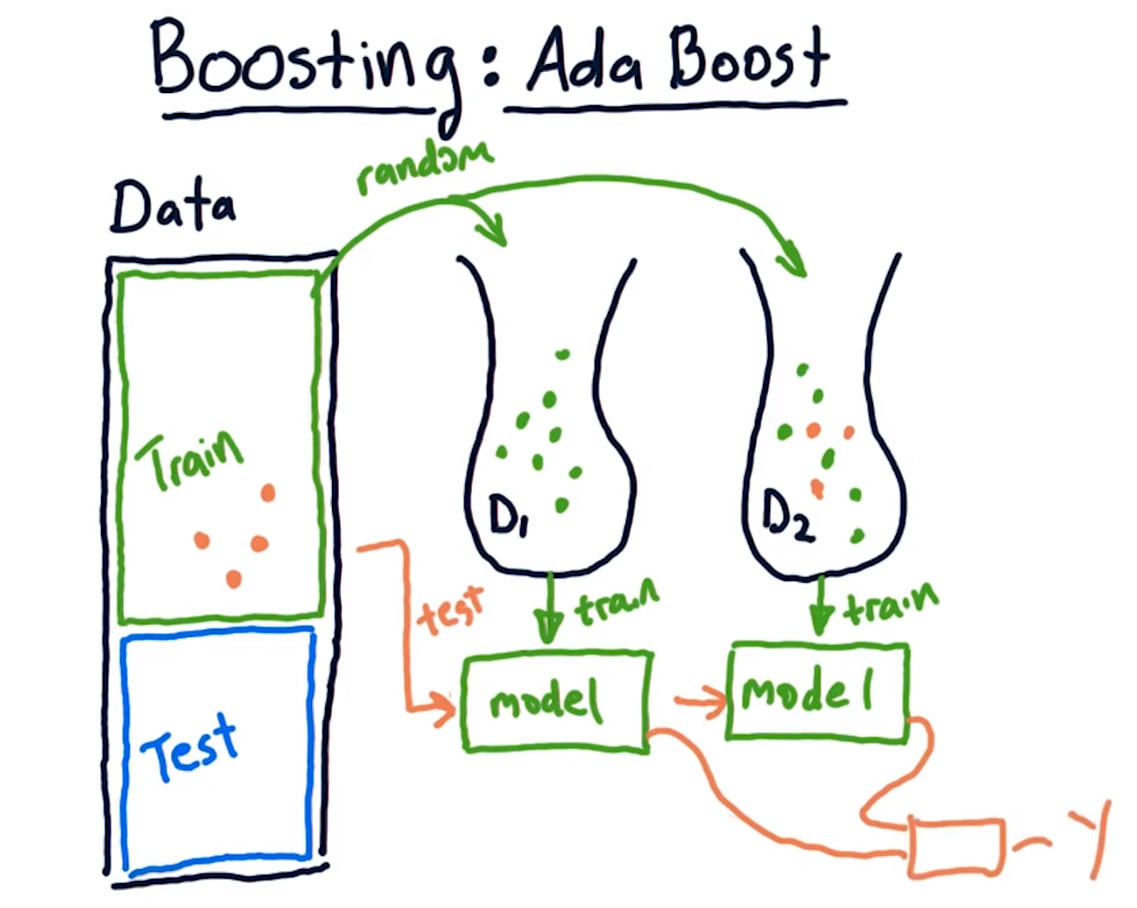 Boosting: Ada Boost
random
Data
Train
D1
D2
test
train
train
model
model
Test
Y